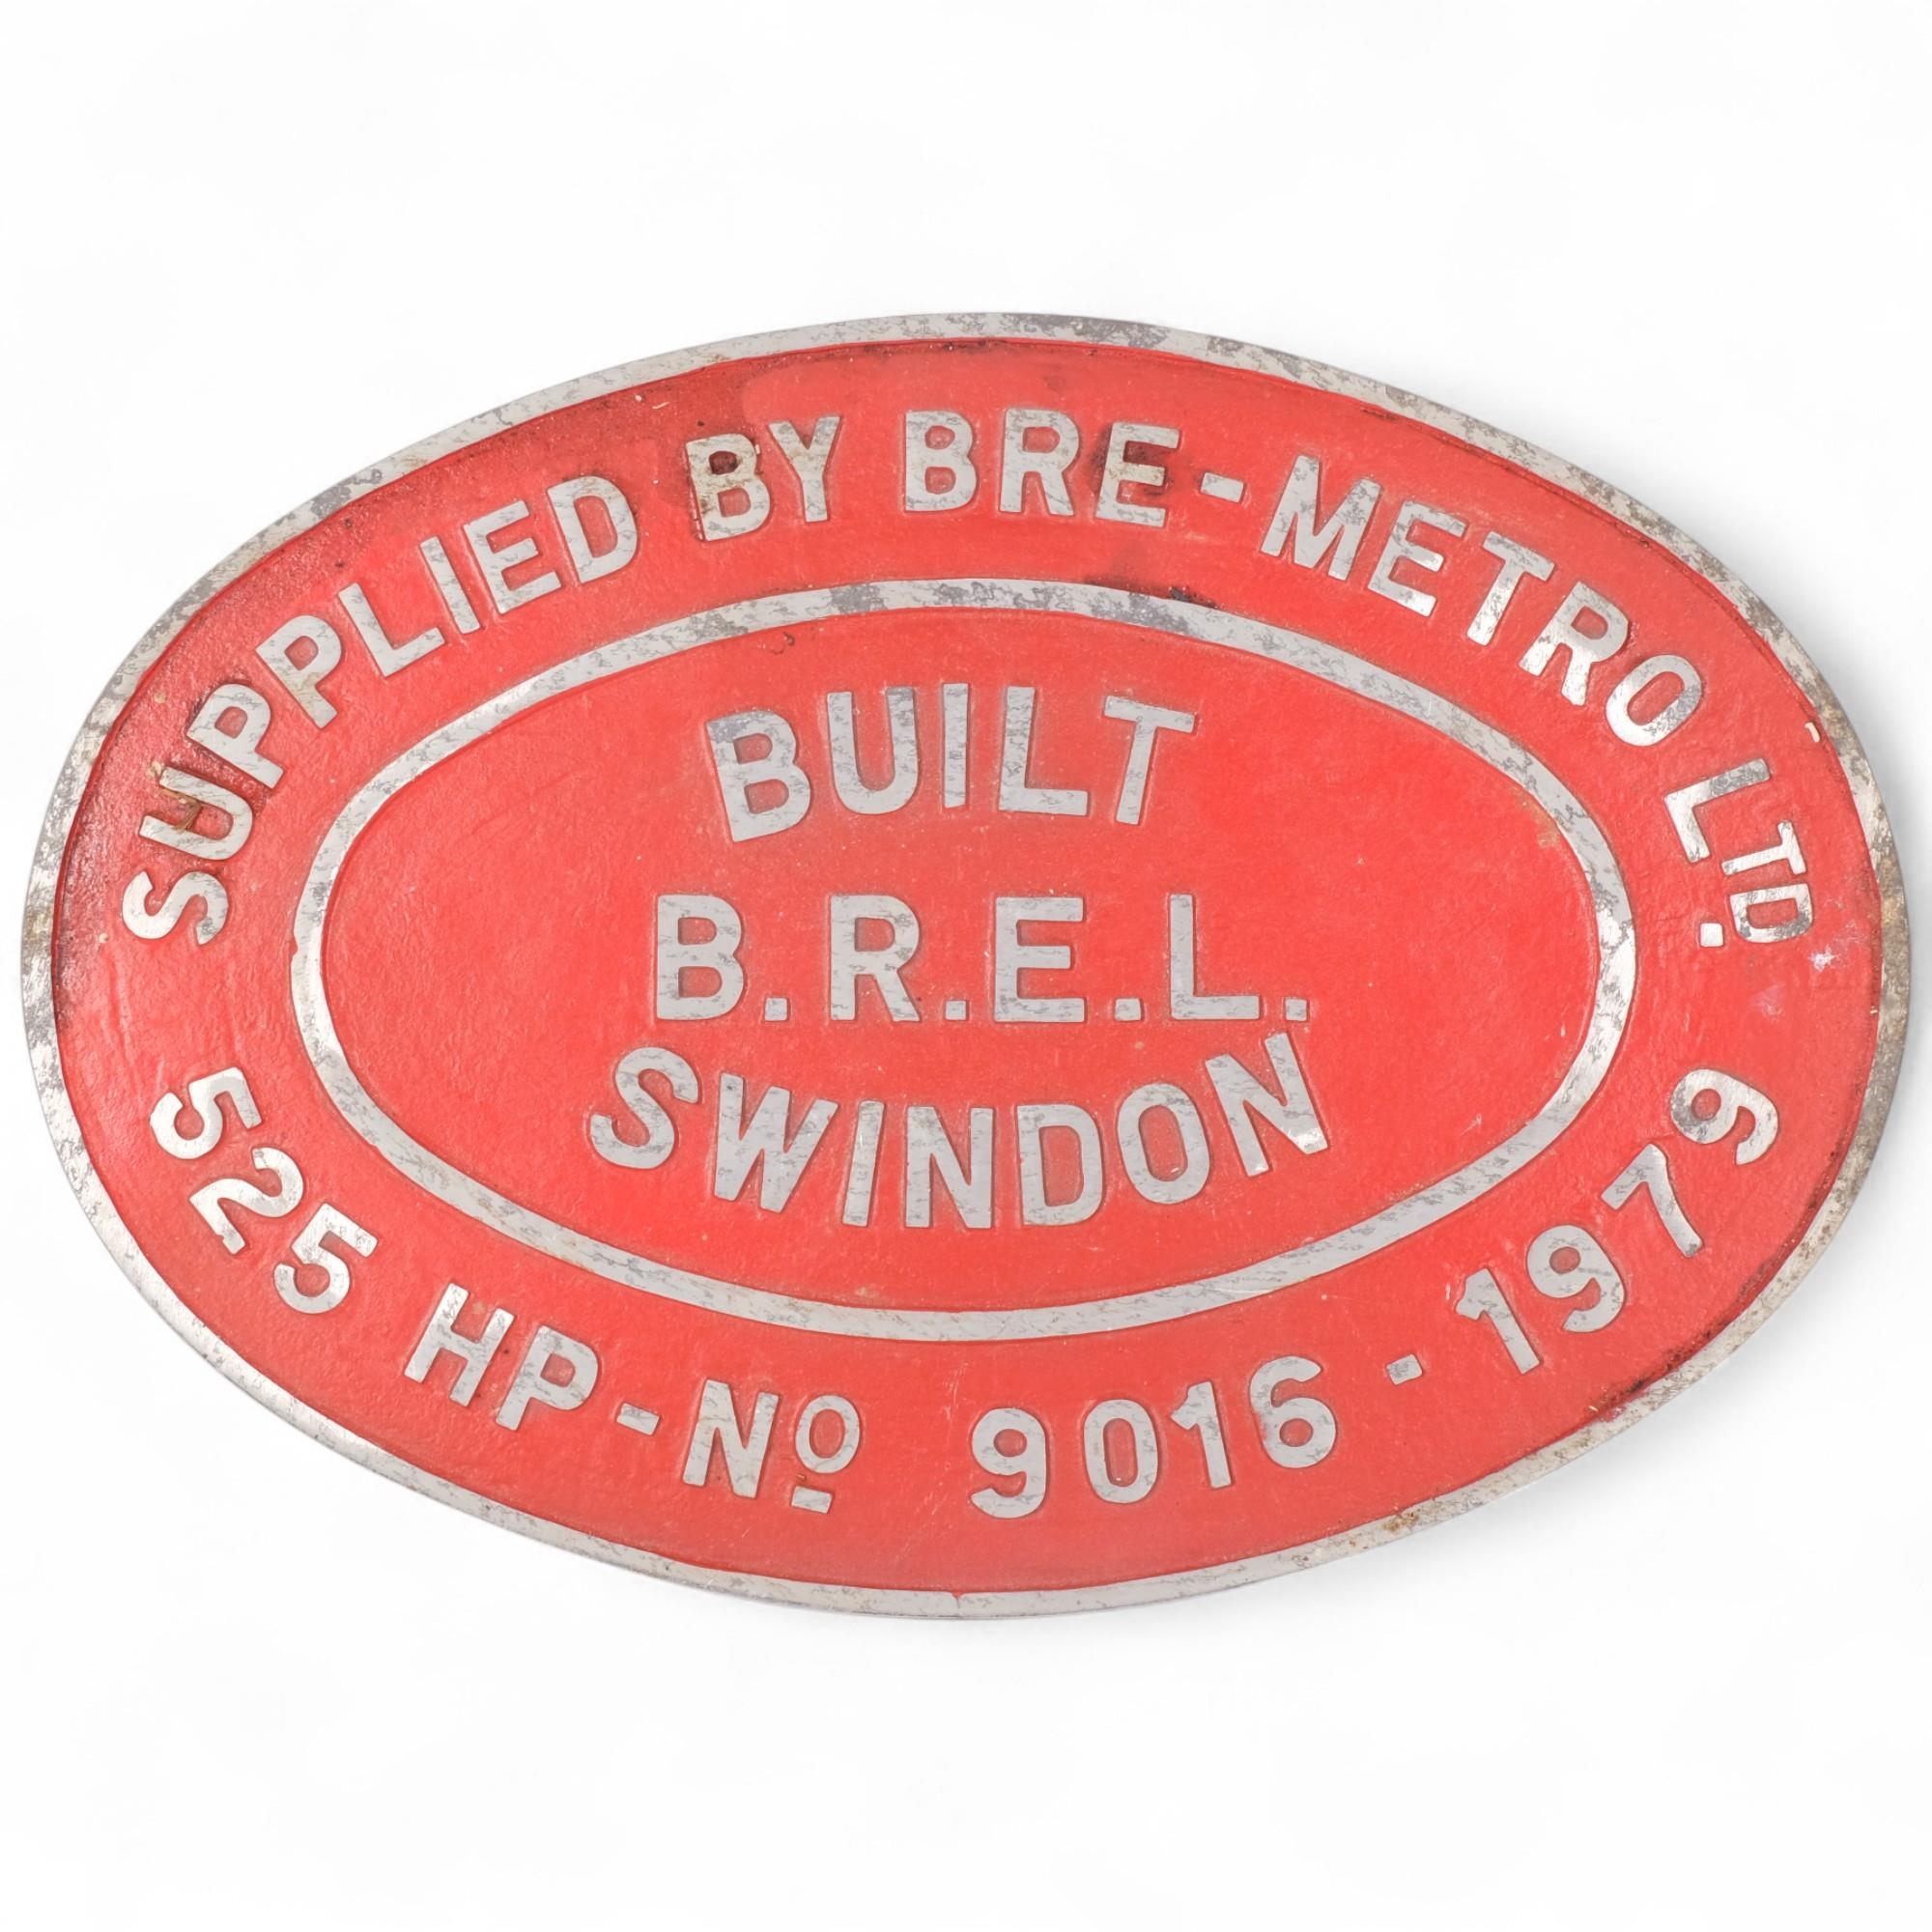 SUPPLIED BY BRE-METRO LTD.
BUILT
B.R.E.L.
SWINDON
525 HP-Nº 9016-1979